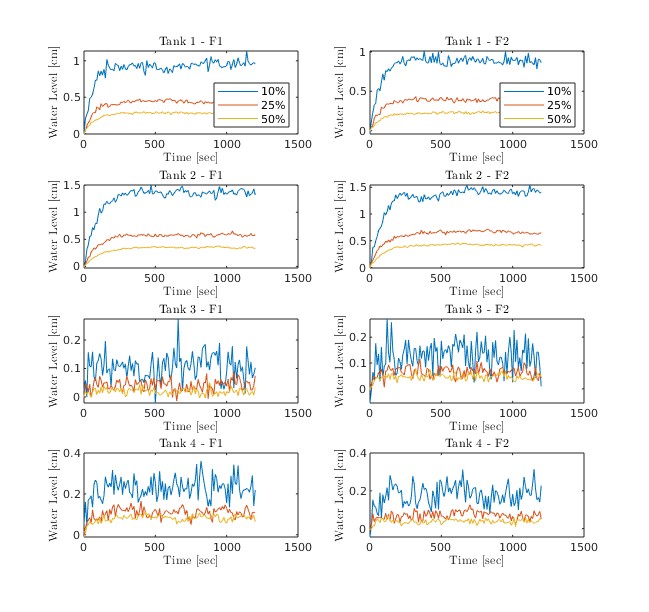 Tank 1 - F1
Water Level [cm]
1
0.5
0
10%
25%
50%
0 500 1000 1500
Time [sec]
Tank 1 - F2
Water Level [cm]
1
0.5
0
10%
25%
50%
0 500 1000 1500
Time [sec]
Tank 2 - F1
Water Level [cm]
1.5
1
0.5
0
0 500 1000 1500
Time [sec]
Tank 2 - F2
Water Level [cm]
1.5
1
0.5
0
0 500 1000 1500
Time [sec]
Tank 3 - F1
Water Level [cm]
0.2
0.1
0
0 500 1000 1500
Time [sec]
Tank 3 - F2
Water Level [cm]
0.2
0.1
0
0 500 1000 1500
Time [sec]
Tank 4 - F1
Water Level [cm]
0.4
0.2
0
0 500 1000 1500
Time [sec]
Tank 4 - F2
Water Level [cm]
0.4
0.2
0
0 500 1000 1500
Time [sec]